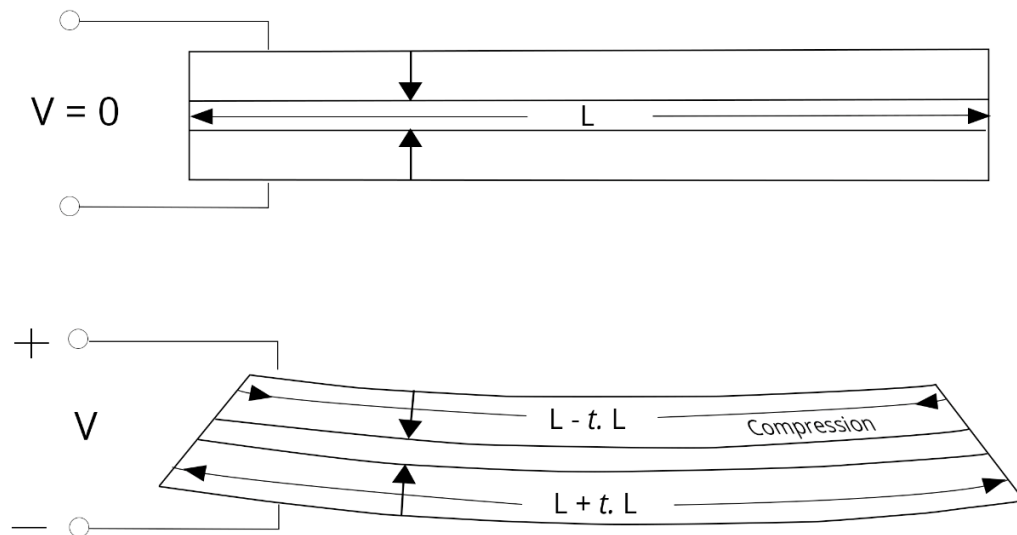 V = 0
L
+
V
L - t. L
Compression
L + t. L
—